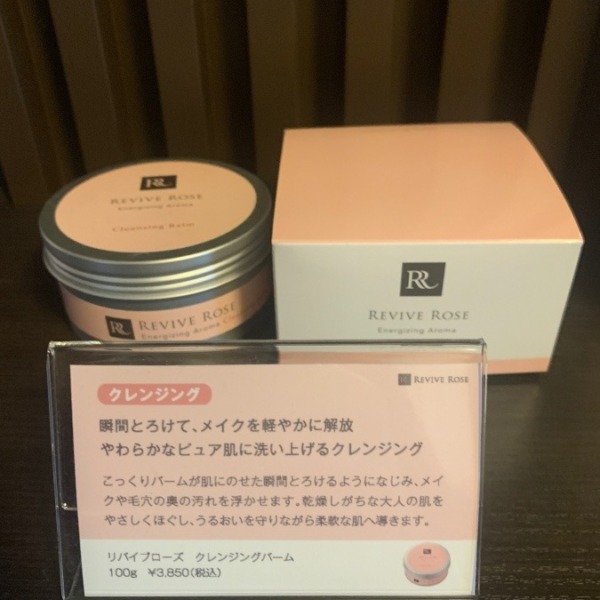 RR
REVIVE ROSE
Energizing Aroma
Cleansing Balm
RR REVIVE ROSE
Energizing Aroma
RR
REVIVE ROSE
Energizing Aroma
クレンジング
REVIVE ROSE
瞬間とろけて、メイクを軽やかに解放
やわらかなピュア肌に洗い上げるクレンジング
こっくりバームが肌にのせた瞬間とろけるようになじみ、メイ
クや毛穴の奥の汚れを浮かせます。乾燥しがちな大人の肌を
やさしくほぐし、うるおいを守りながら柔軟な肌へ導きます。
リバイブローズ クレンジングバーム
100g ¥3,850(税込)